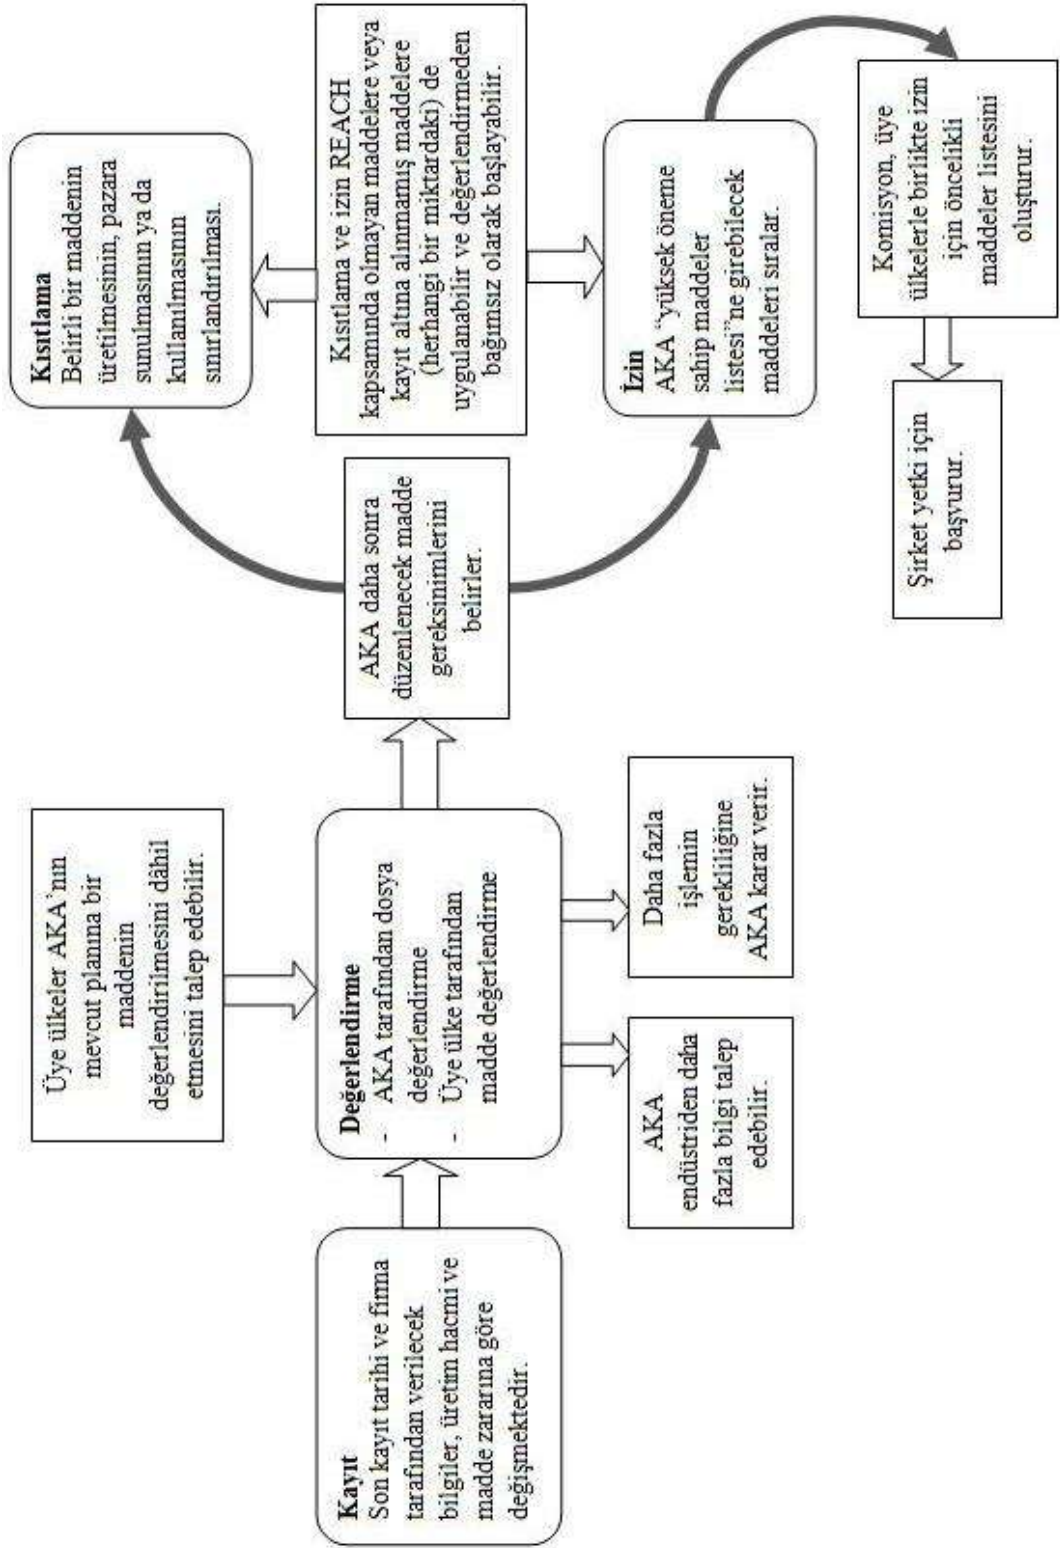 Kayıt
Son kayıt tarihi ve firma
tarafından verilecek
bilgiler, üretim hacmi ve
madde zararına göre
değişmektedir.
Üye ülkeler AKA'nın
mevcut planına bir
maddenin
değerlendirilmesini dâhil
etmesini talep edebilir.
Değerlendirme
- AKA tarafından dosya
değerlendirme
- Üye ülke tarafından
madde değerlendirme
AKA
endüstriden daha
fazla bilgi talep
edebilir.
Daha fazla
işlemin
gerekliliğine
AKA karar verir.
AKA daha sonra
düzenlenecek madde
gereksinimlerini
belirler.
Kısıtlama
Belirli bir maddenin
üretilmesinin, pazara
sunulmasının ya da
kullanılmasının
sınırlandırılması.
Kısıtlama ve izin REACH
kapsamında olmayan maddelere veya
kayıt altına alınmamış maddelere
(herhangi bir miktardaki) de
uygulanabilir ve değerlendirmeden
bağımsız olarak başlayabilir.
İzin
AKA “yüksek öneme
sahip maddeler
listesi”ne girebilecek
maddeleri sıralar.
Komisyon, üye
ülkelerle birlikte izin
için öncelikli
maddeler listesini
oluşturur.
Şirket yetki için
başvurur.